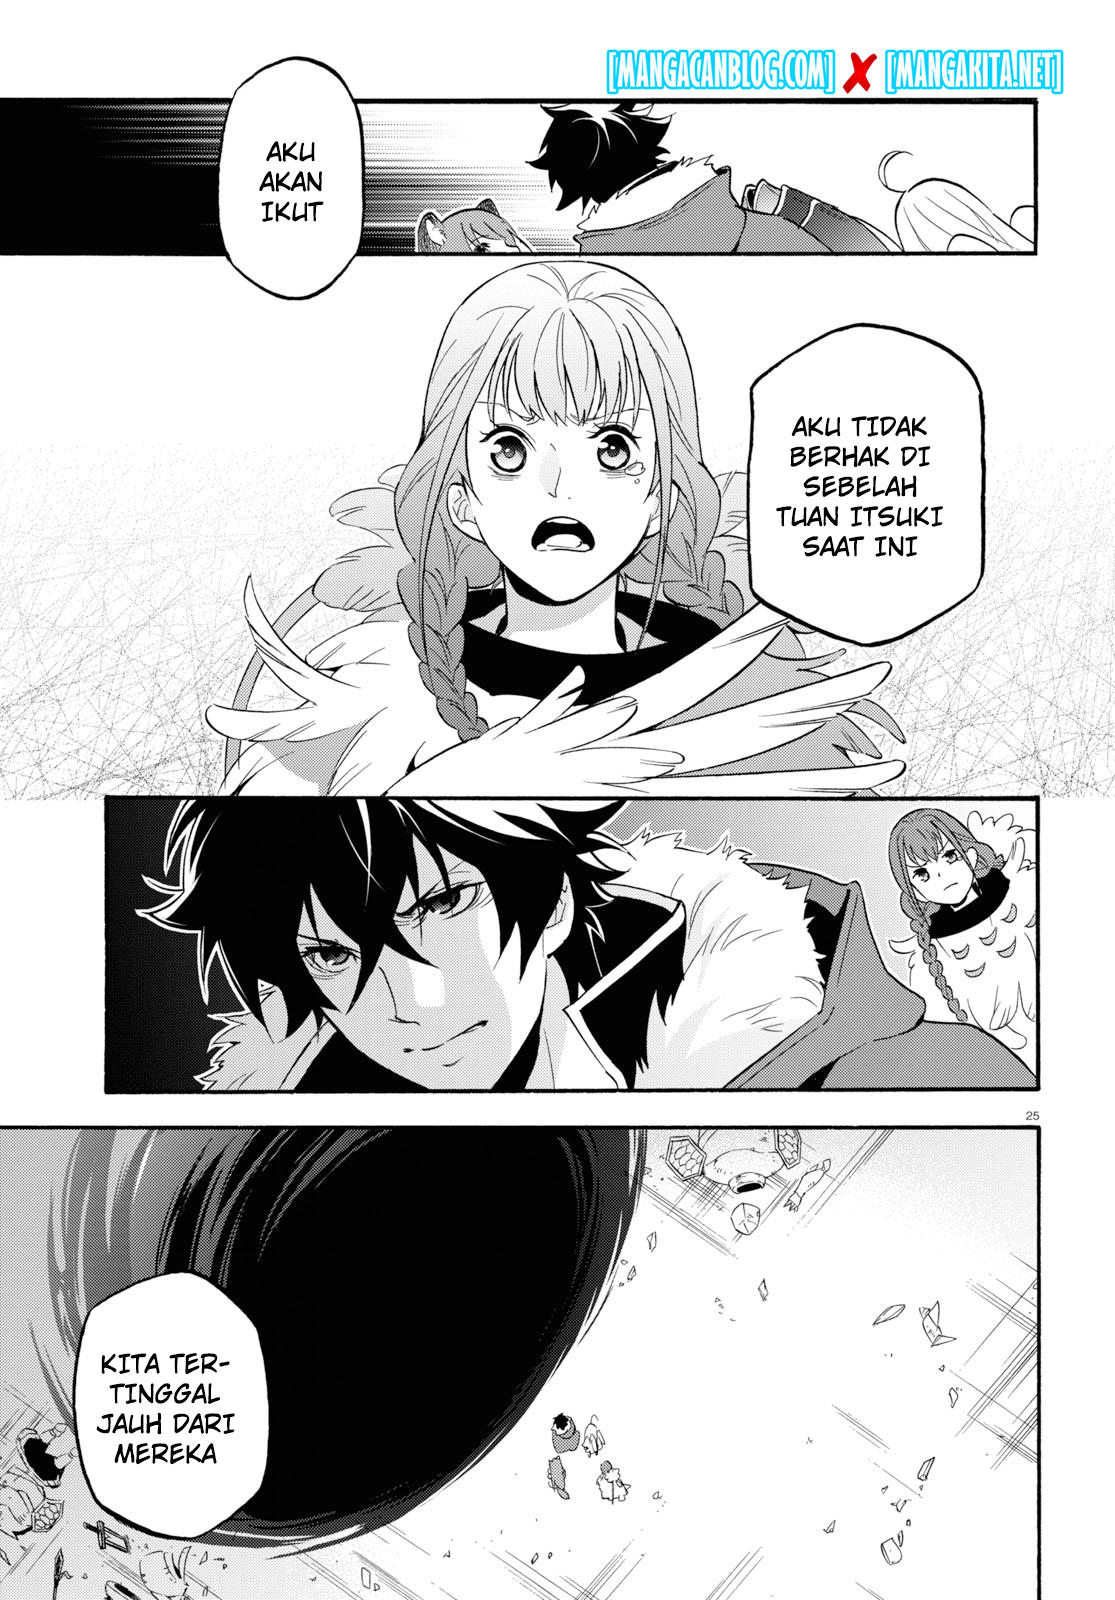 [MANGACANBLOG.COM] X [MANGAKITA.NET]
AKU
AKAN
IKUT
AKU TIDAK
BERHAK DI
SEBELAH
TUAN ITSUKI
SAAT INI
25
KITA TER-
TINGGAL
JAUH DARI
MEREKA